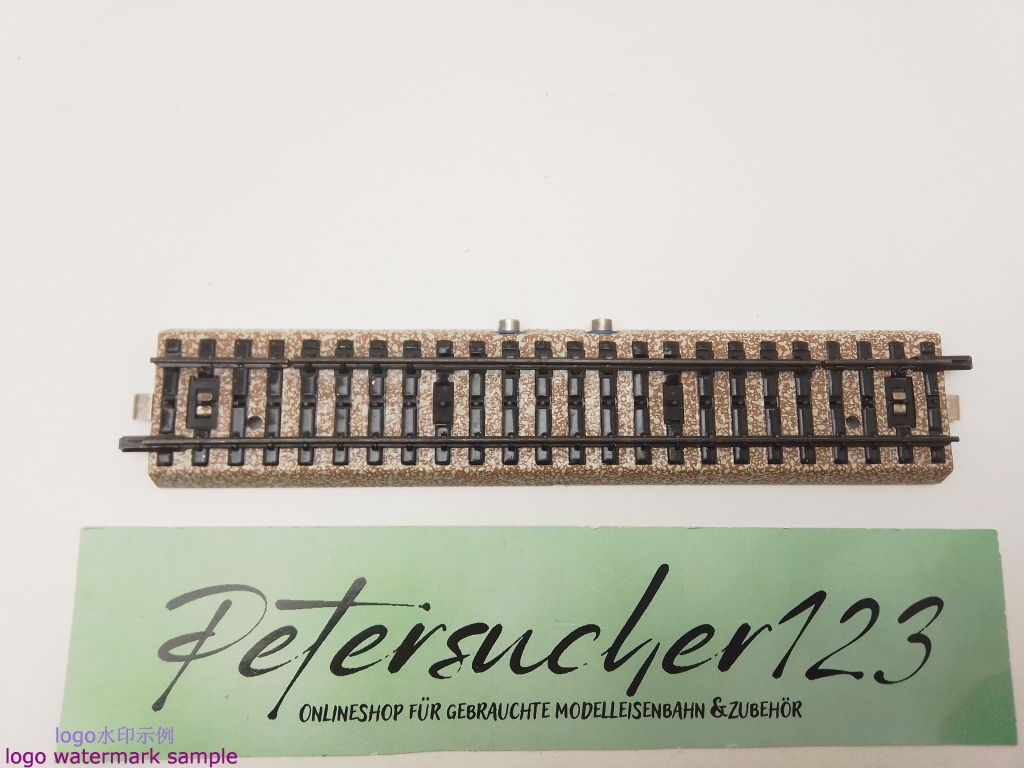 Petersucher123
ONLINESHOP FÜR GEBRAUCHTE MODELLEISENBAHN & ZUBEHÖR
logo水印示例
logo watermark sample